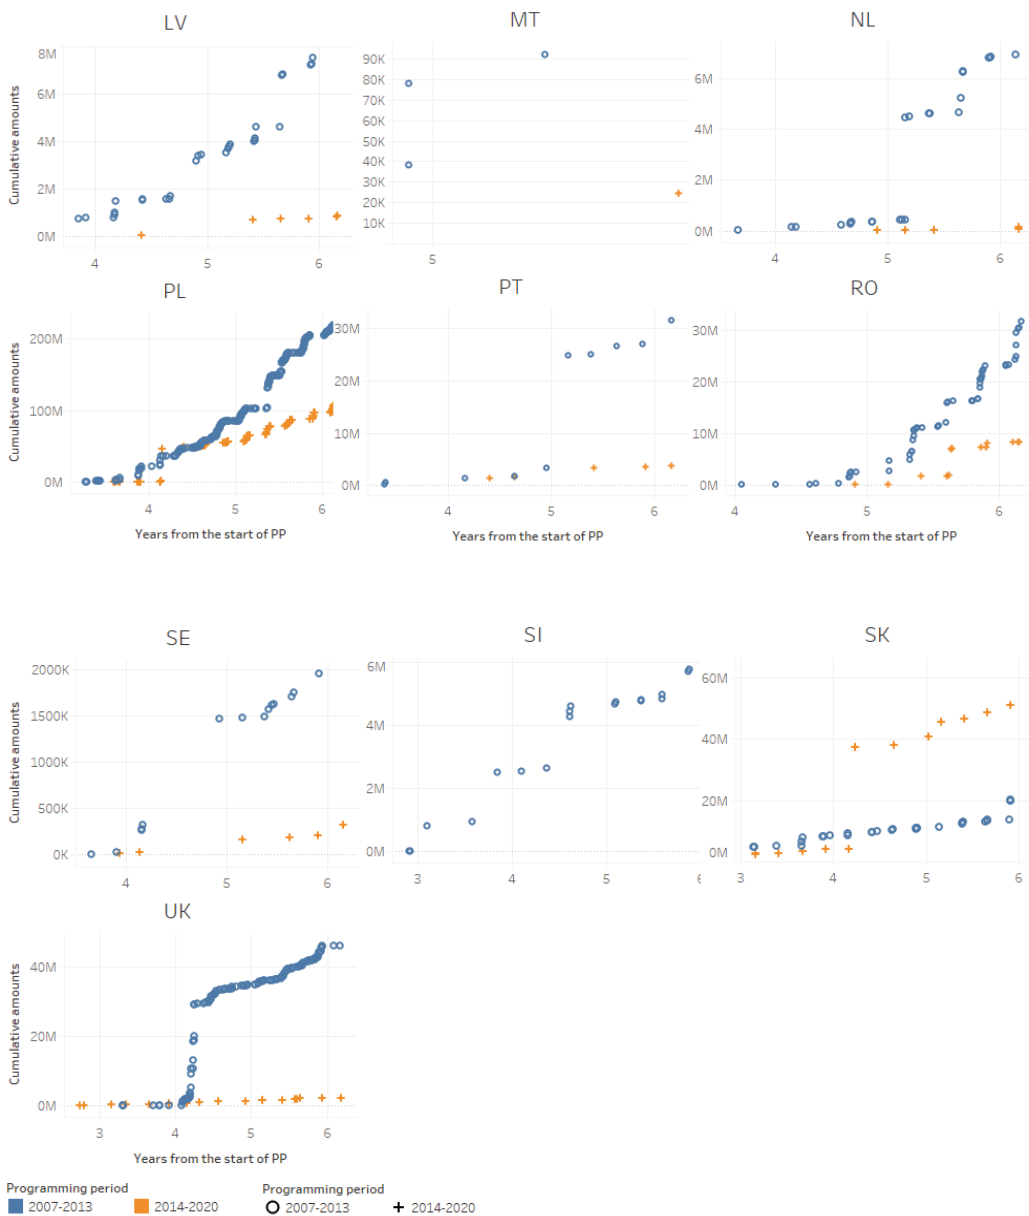 LV
MT
NL
Cumulative amounts
8M
6M
4M
2M
0M
4
5
6
90K
80K
70K
60K
50K
40K
30K
20K
10K
5
6M
4M
2M
0M
4
5
6
PL
PT
RO
Cumulative amounts
200M
100M
0M
4
5
6
Years from the start of PP
30M
20M
10M
0M
4
5
6
Years from the start of PP
30M
20M
10M
0M
4
5
6
Years from the start of PP
SE
SI
SK
Cumulative amounts
2000K
1500K
1000K
500K
0K
4
5
6
6M
4M
2M
0M
3
4
5
6
60M
40M
20M
0M
3
4
5
6
UK
Cumulative amounts
40M
20M
0M
3
4
5
6
Years from the start of PP
Programming period
2007-2013
2014-2020
Programming period
2007-2013
2014-2020